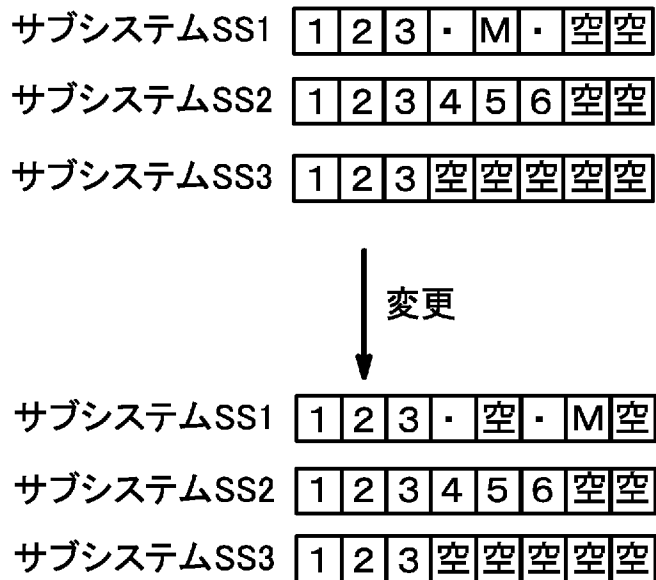 サブシステムSS1 1 2 3 ・ M ・ 空 空
サブシステムSS2 1 2 3 4 5 6 空 空
サブシステムSS3 1 2 3 空 空 空 空 空
変更
サブシステムSS1 1 2 3 ・ 空 ・ M 空
サブシステムSS2 1 2 3 4 5 6 空 空
サブシステムSS3 1 2 3 空 空 空 空 空